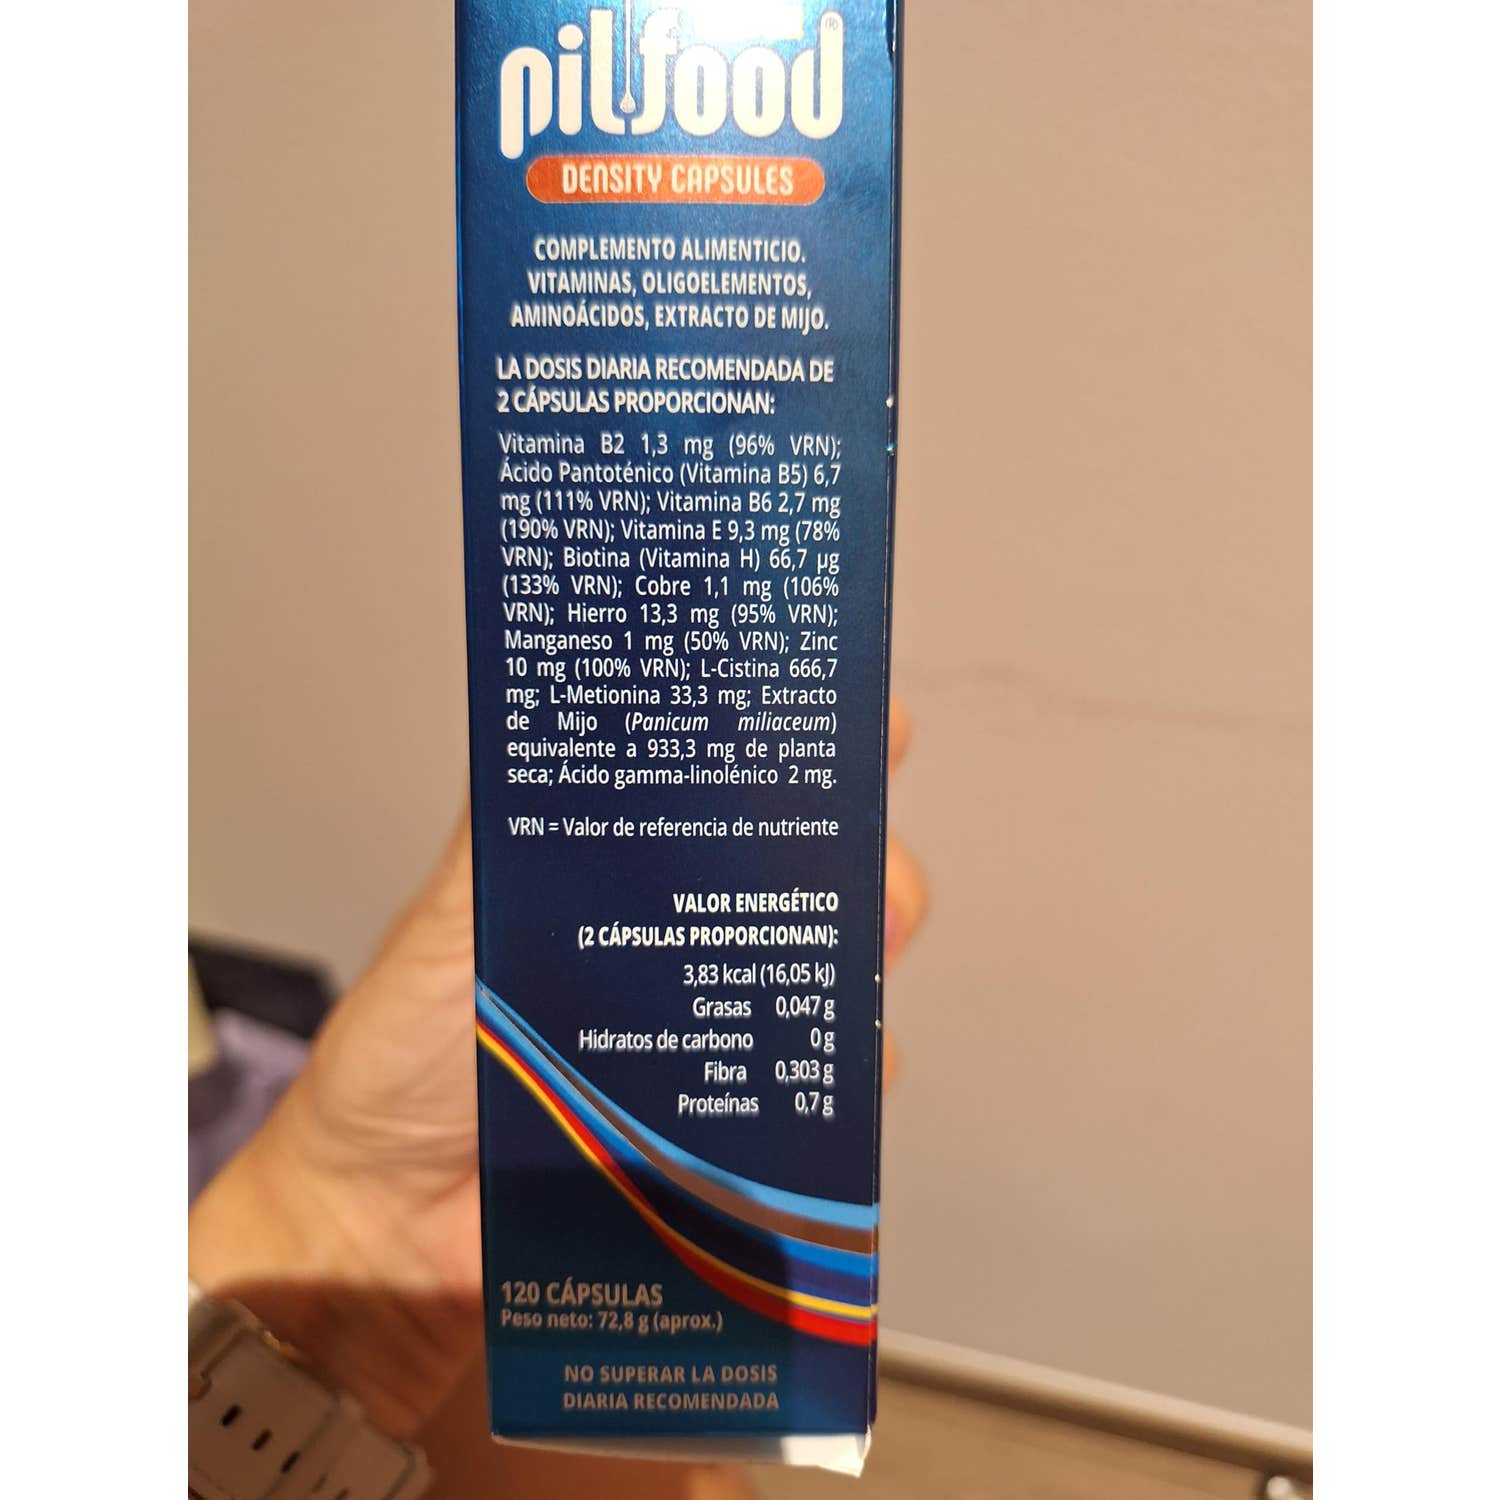 pilfood®
DENSITY CAPSULES
COMPLEMENTO ALIMENTICIO.
VITAMINAS, OLIGOELEMENTOS,
AMINOÁCIDOS, EXTRACTO DE MIJO.
LA DOSIS DIARIA RECOMENDADA DE
2 CÁPSULAS PROPORCIONAN:
Vitamina B2 1,3 mg (96% VRN);
Ácido Pantoténico (Vitamina B5) 6,7
mg (111% VRN); Vitamina B6 2,7 mg
(190% VRN); Vitamina E 9,3 mg (78%
VRN); Biotina (Vitamina H) 66,7 µg
(133% VRN); Cobre 1,1 mg (106%
VRN); Hierro 13,3 mg (95% VRN);
Manganeso 1 mg (50% VRN); Zinc
10 mg (100% VRN); L-Cistina 666,7
mg; L-Metionina 33,3 mg; Extracto
de Mijo (Panicum miliaceum)
equivalente a 933,3 mg de planta
seca; Ácido gamma-linolénico 2 mg.
VRN = Valor de referencia de nutriente
VALOR ENERGÉTICO
(2 CÁPSULAS PROPORCIONAN):
3,83 kcal (16,05 kJ)
Grasas 0,047 g
Hidratos de carbono 0 g
Fibra 0,303 g
Proteínas 0,7 g
120 CÁPSULAS
Peso neto: 72,8 g (aprox.)
NO SUPERAR LA DOSIS
DIARIA RECOMENDADA